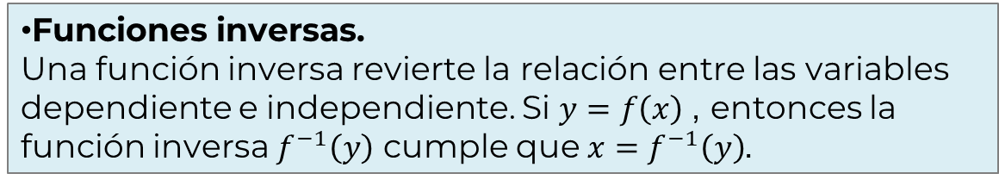 •Funciones inversas.
Una función inversa revierte la relación entre las variables
dependiente e independiente. Si y = f(x) , entonces la
función inversa f⁻¹(y) cumple que x = f⁻¹(y).